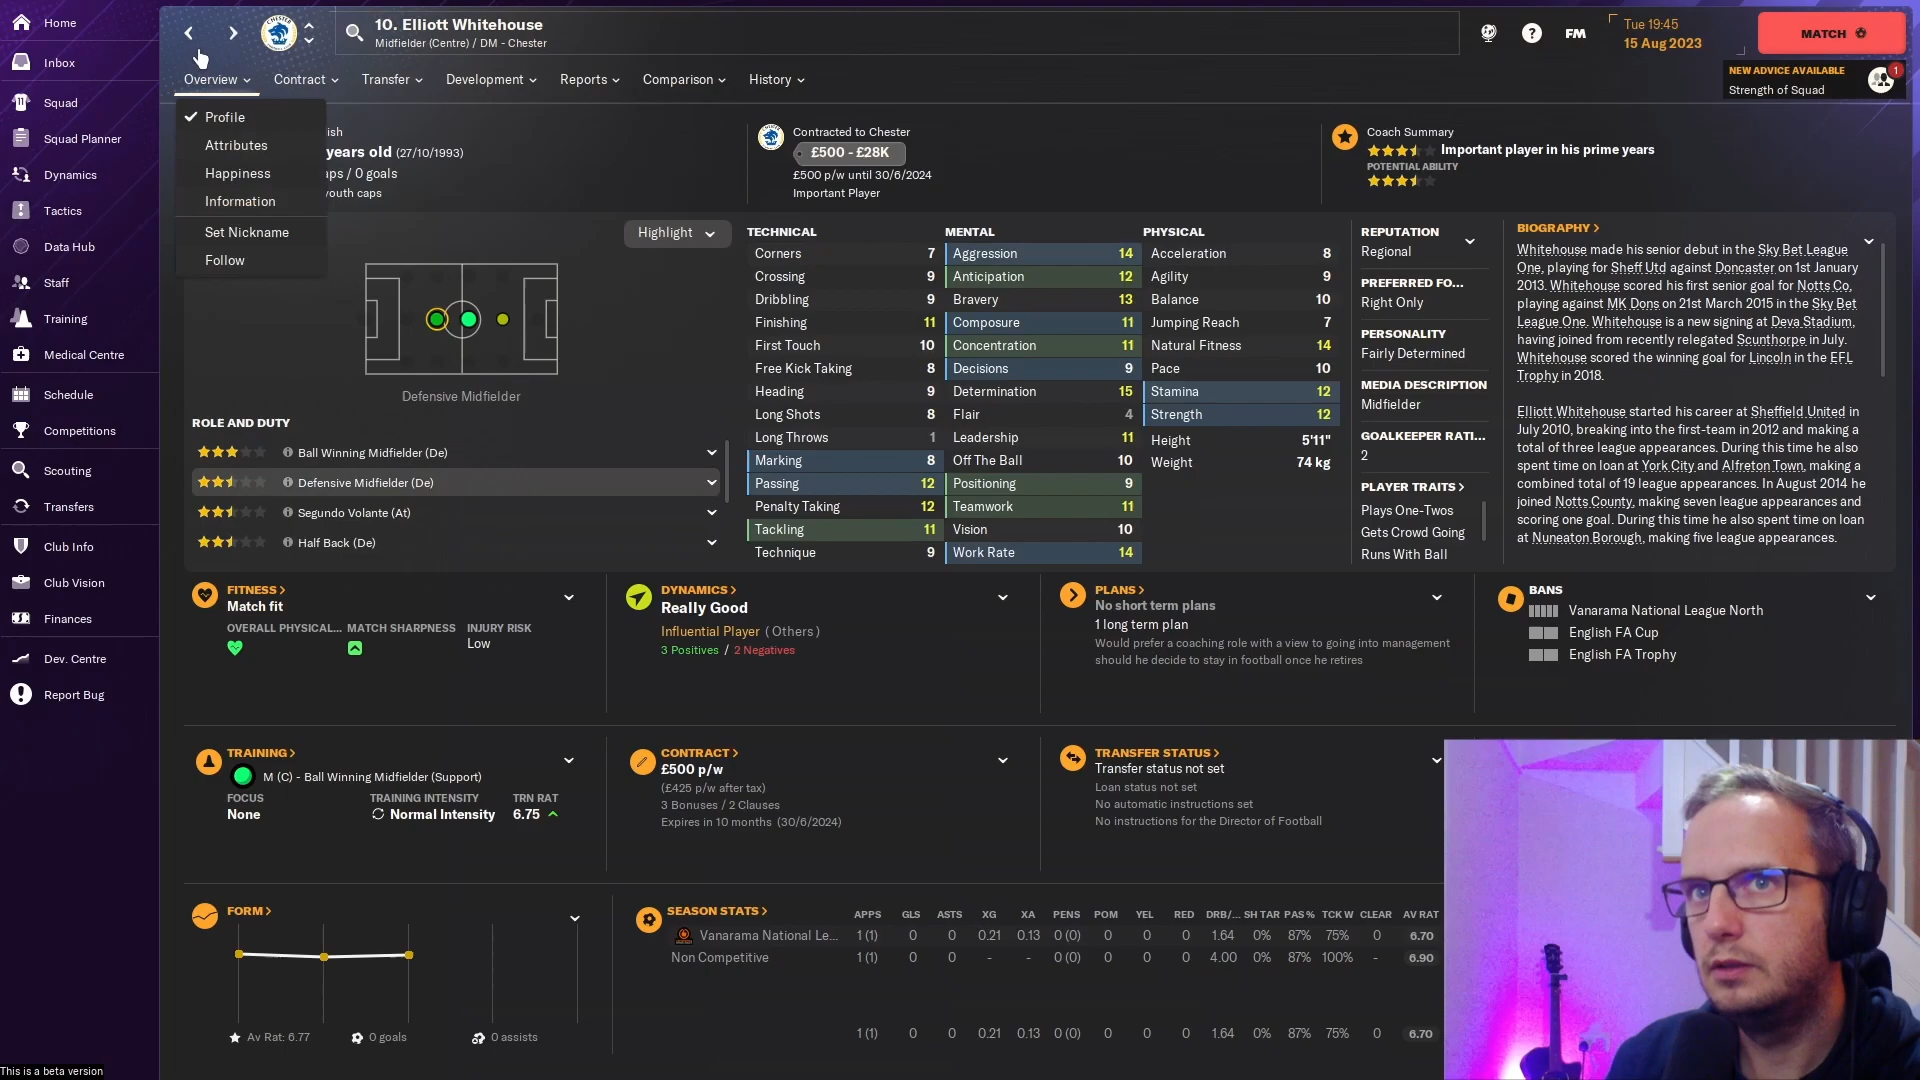 Home
Inbox
Squad
Squad Planner
Dynamics
Tactics
Data Hub
Staff
Training
Medical Centre
Schedule
Competitions
Scouting
Transfers
Club Info
Club Vision
Finances
Dev. Centre
Report Bug
This is a beta version
10. Elliott Whitehouse
Midfielder (Centre) / DM - Chester
FM
Tue 19:45
15 Aug 2023
MATCH
Overview Contract Transfer Development Reports Comparison History
NEW ADVICE AVAILABLE
Strength of Squad
1
Profile
Attributes
Happiness
Information
Set Nickname
Follow
ish
years old (27/10/1993)
aps / 0 goals
youth caps
Contracted to Chester
£500 - £28K
£500 p/w until 30/6/2024
Important Player
Coach Summary
Important player in his prime years
POTENTIAL ABILITY
Highlight
Defensive Midfielder
ROLE AND DUTY
Ball Winning Midfielder (De)
Defensive Midfielder (De)
Segundo Volante (At)
Half Back (De)
TECHNICAL
Corners 7
Crossing 9
Dribbling 9
Finishing 11
First Touch 10
Free Kick Taking 8
Heading 9
Long Shots 8
Long Throws 1
Marking 8
Passing 12
Penalty Taking 12
Tackling 11
Technique 9
MENTAL
Aggression 14
Anticipation 12
Bravery 13
Composure 11
Concentration 11
Decisions 9
Determination 15
Flair 4
Leadership 11
Off The Ball 10
Positioning 9
Teamwork 11
Vision 10
Work Rate 14
PHYSICAL
Acceleration 8
Agility 9
Balance 10
Jumping Reach 7
Natural Fitness 14
Pace 10
Stamina 12
Strength 12
Height 5'11"
Weight 74 kg
REPUTATION
Regional
PREFERRED FO...
Right Only
PERSONALITY
Fairly Determined
MEDIA DESCRIPTION
Midfielder
GOALKEEPER RATI...
2
PLAYER TRAITS
Plays One-Twos
Gets Crowd Going
Runs With Ball
BIOGRAPHY
Whitehouse made his senior debut in the Sky Bet League
One, playing for Sheff Utd against Doncaster on 1st January
2013. Whitehouse scored his first senior goal for Notts Co,
playing against MK Dons on 21st March 2015 in the Sky Bet
League One. Whitehouse is a new signing at Deva Stadium,
having joined from recently relegated Scunthorpe in July.
Whitehouse scored the winning goal for Lincoln in the EFL
Trophy in 2018.
Elliott Whitehouse started his career at Sheffield United in
July 2010, breaking into the first-team in 2012 and making a
total of three league appearances. During this time he also
spent time on loan at York City and Alfreton Town, making a
combined total of 19 league appearances. In August 2014 he
joined Notts County, making seven league appearances and
scoring one goal. During this time he also spent time on loan
at Nuneaton Borough, making five league appearances.
FITNESS
Match fit
OVERALL PHYSICAL... MATCH SHARPNESS INJURY RISK
Low
DYNAMICS
Really Good
Influential Player ( Others )
3 Positives / 2 Negatives
PLANS
No short term plans
1 long term plan
Would prefer a coaching role with a view to going into management
should he decide to stay in football once he retires
BANS
Vanarama National League North
English FA Cup
English FA Trophy
TRAINING
M (C) - Ball Winning Midfielder (Support)
FOCUS TRAINING INTENSITY TRN RAT
None Normal Intensity 6.75
CONTRACT
£500 p/w
(£425 p/w after tax)
3 Bonuses / 2 Clauses
Expires in 10 months (30/6/2024)
TRANSFER STATUS
Transfer status not set
Loan status not set
No automatic instructions set
No instructions for the Director of Football
FORM
Av Rat: 6.77 0 goals 0 assists
SEASON STATS APPS GLS ASTS XG XA PENS POM YEL RED DRB/... SH TAR PAS % TCK W CLEAR AV RAT
Vanarama National Le... 1 (1) 0 0 0.21 0.13 0 (0) 0 0 0 1.64 0% 87% 75% 0 6.70
Non Competitive 1 (1) 0 0 - - 0 (0) 0 0 0 4.00 0% 87% 100% - 6.90
1 (1) 0 0 0.21 0.13 0 (0) 0 0 0 1.64 0% 87% 75% 0 6.70